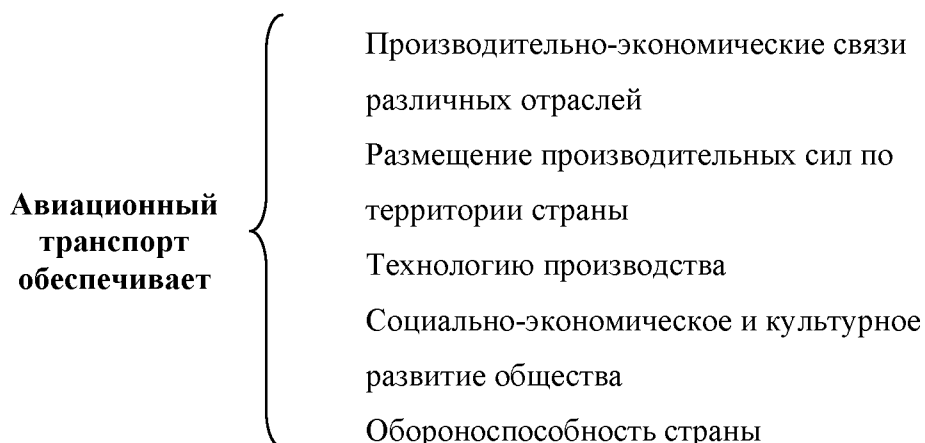 Авиационный
транспорт
обеспечивает
Производительно-экономические связи
различных отраслей
Размещение производительных сил по
территории страны
Технологию производства
Социально-экономическое и культурное
развитие общества
Обороноспособность страны